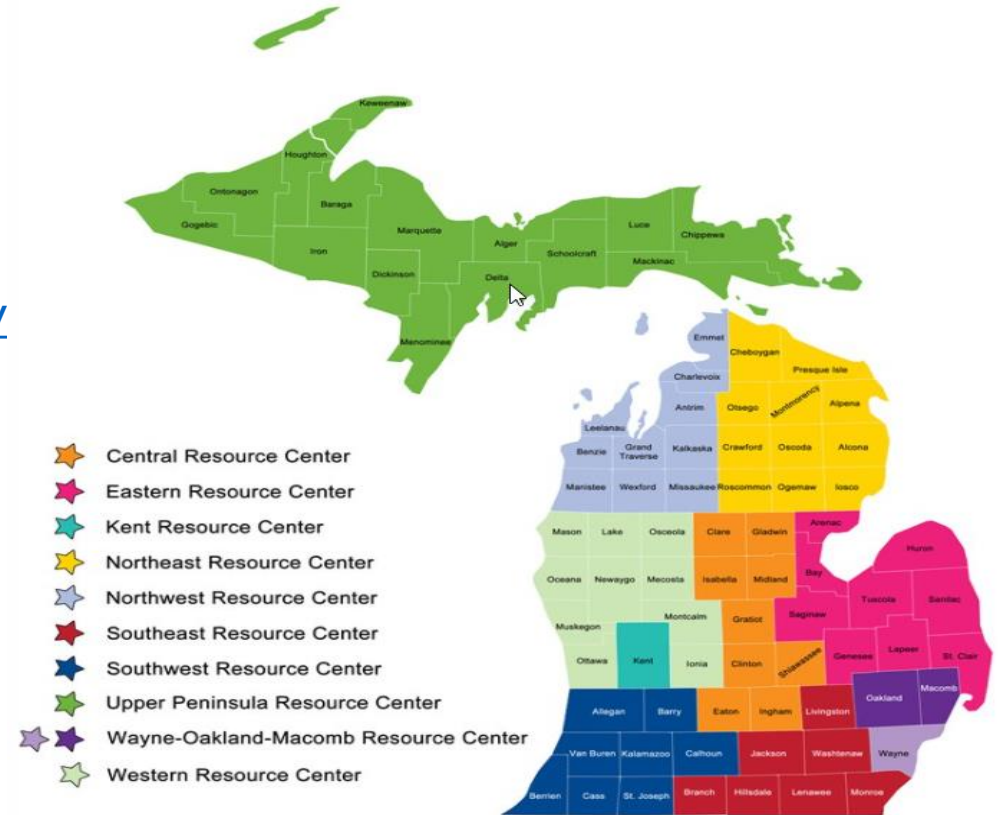 Keweenaw
Houghton
Ontonagon
Baraga
Gogebic
Marquette
Luce
Chippewa
Alger
Iron
Schoolcraft
Mackinac
Dickinson
Delta
y
Menominee
Emmet
Cheboygan
Presque Isle
Charlevoix
Antrim
Otsego
Montmorency
Alpena
Leelanau
Benzie
Grand
Traverse
Kalkaska
Crawford
Oscoda
Alcona
Manistee
Wexford
Missaukee
Roscommon
Ogemaw
Iosco
Mason
Lake
Osceola
Clare
Gladwin
Arenac
Huron
Oceana
Newaygo
Mecosta
Isabella
Midland
Bay
Tuscola
Sanilac
Muskegon
Montcalm
Gratiot
Saginaw
Ottawa
Kent
Ionia
Clinton
Shiawassee
Genesee
Lapeer
St. Clair
Allegan
Barry
Eaton
Ingham
Livingston
Oakland
Macomb
Van Buren
Kalamazoo
Calhoun
Jackson
Washtenaw
Wayne
Berrien
Cass
St. Joseph
Branch
Hillsdale
Lenawee
Monroe
Central Resource Center
Eastern Resource Center
Kent Resource Center
Northeast Resource Center
Northwest Resource Center
Southeast Resource Center
Southwest Resource Center
Upper Peninsula Resource Center
Wayne-Oakland-Macomb Resource Center
Western Resource Center